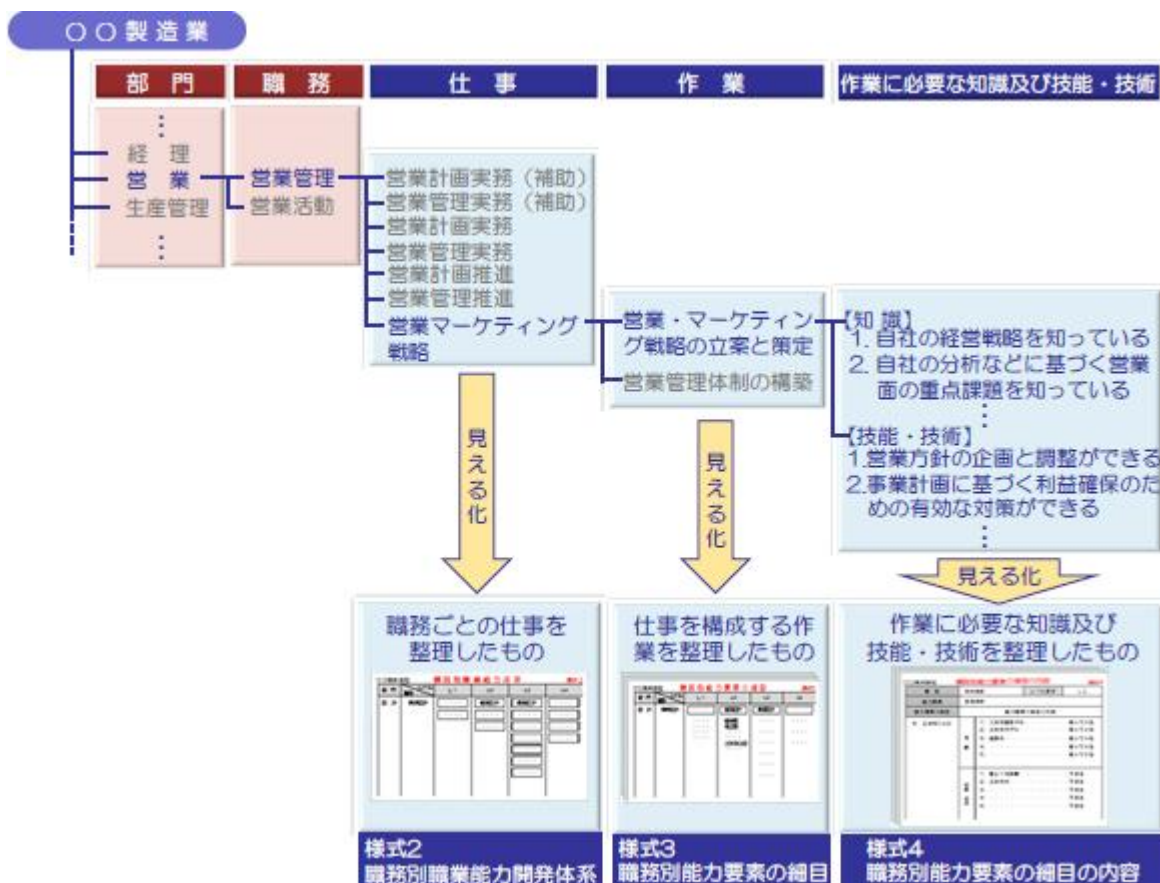 〇〇製造業
部門
職務
仕事
作業
作業に必要な知識及び技能・技術
経理
営業
生産管理
営業管理
営業活動
営業計画実務（補助）
営業管理実務（補助）
営業計画実務
営業管理実務
営業計画推進
営業管理推進
営業マーケティング
戦略
営業・マーケティン
グ戦略の立案と策定
営業管理体制の構築
【知識】
1. 自社の経営戦略を知っている
2. 自社の分析などに基づく営業
面の重点課題を知っている
【技能・技術】
1.営業方針の企画と調整ができる
2.事業計画に基づく利益確保のた
めの有効な対策ができる
見える化
見える化
見える化
職務ごとの仕事を
整理したもの
様式2
職務別職業能力開発体系
仕事を構成する作
業を整理したもの
様式3
職務別能力要素の細目
作業に必要な知識及び
技能・技術を整理したもの
様式4
職務別能力要素の細目の内容